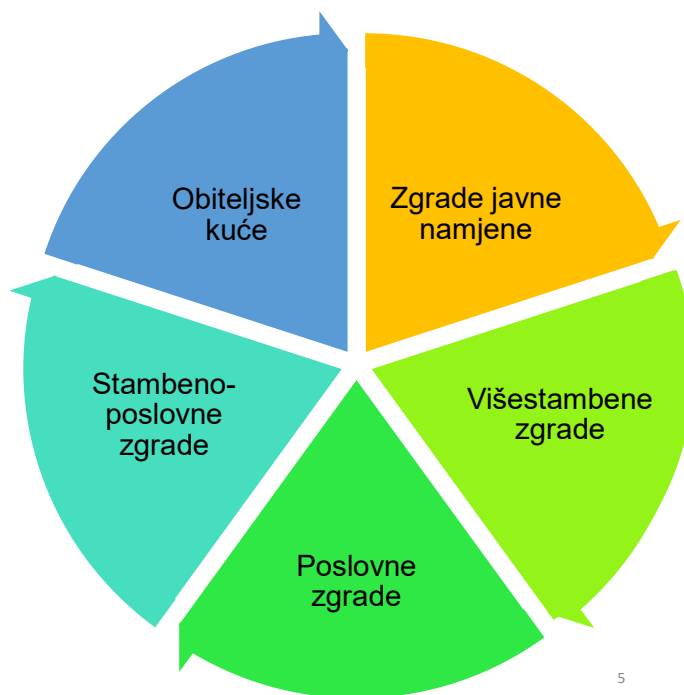 Obiteljske
kuće
Zgrade javne
namjene
Stambeno-
poslovne
zgrade
Višestambene
zgrade
Poslovne
zgrade
5